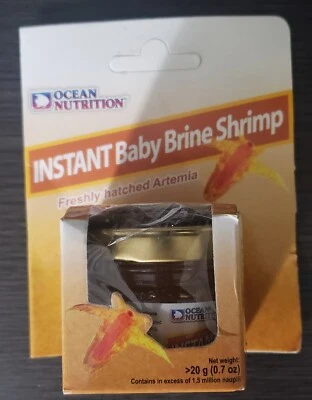 OCEAN
NUTRITION
INSTANT Baby Brine Shrimp
Freshly hatched Artemia
OCEAN
NUTRITION
Net weight:
>20 g (0.7 oz)
Contains in excess of 1,5 million nauplii